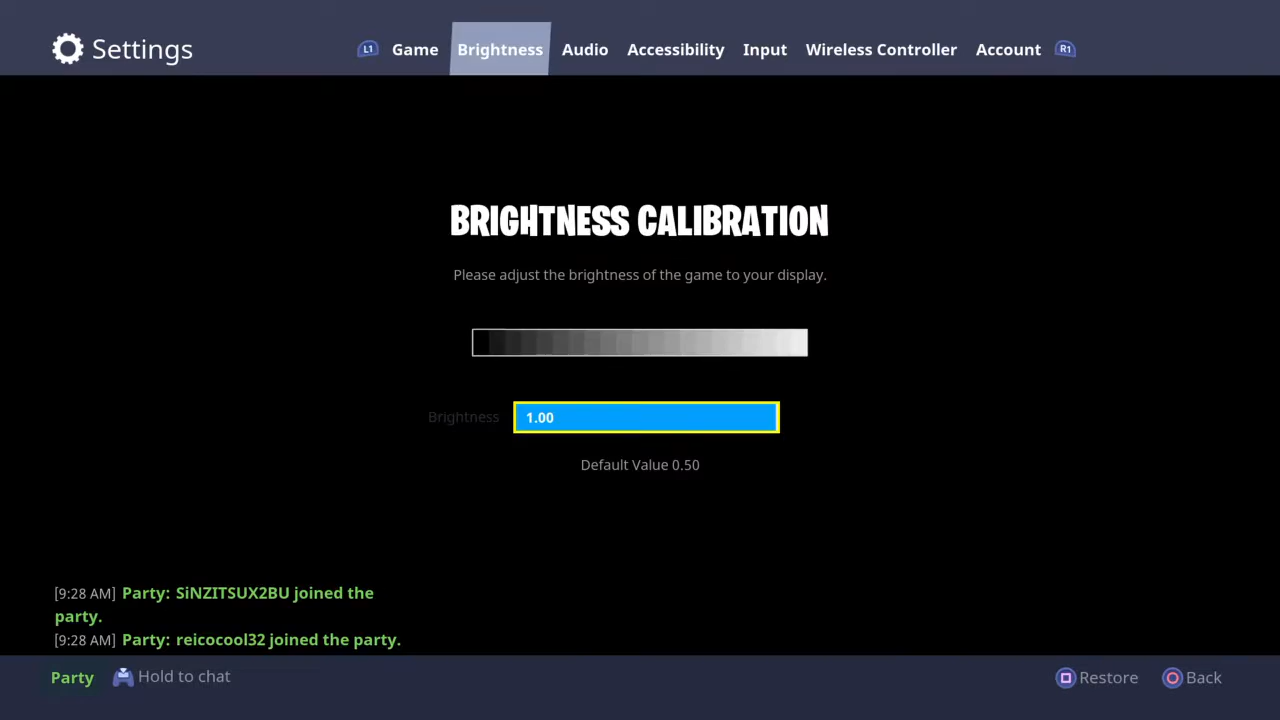 Settings
L1 Game Brightness Audio Accessibility Input Wireless Controller Account R1
BRIGHTNESS CALIBRATION
Please adjust the brightness of the game to your display.
Brightness 1.00
Default Value 0.50
[9:28 AM] Party: SiNZITSUX2BU joined the
party.
[9:28 AM] Party: reicocool32 joined the party.
Party Hold to chat
Restore Back